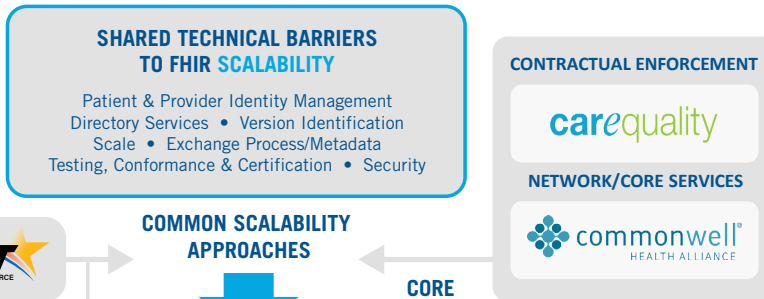 SHARED TECHNICAL BARRIERS
TO FHIR SCALABILITY
Patient & Provider Identity Management
Directory Services • Version Identification
Scale • Exchange Process/Metadata
Testing, Conformance & Certification • Security
CONTRACTUAL ENFORCEMENT
carequality
NETWORK/CORE SERVICES
commonwell®
HEALTH ALLIANCE
COMMON SCALABILITY
APPROACHES
CORE